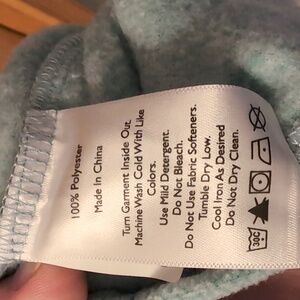 100% Polyester
Made In China
Turn Garment Inside Out.
Machine Wash Cold With Like
Colors.
Use Mild Detergent.
Do Not Bleach.
Do Not Use Fabric Softeners.
Tumble Dry Low.
Cool Iron As Desired
Do Not Dry Clean.
30C